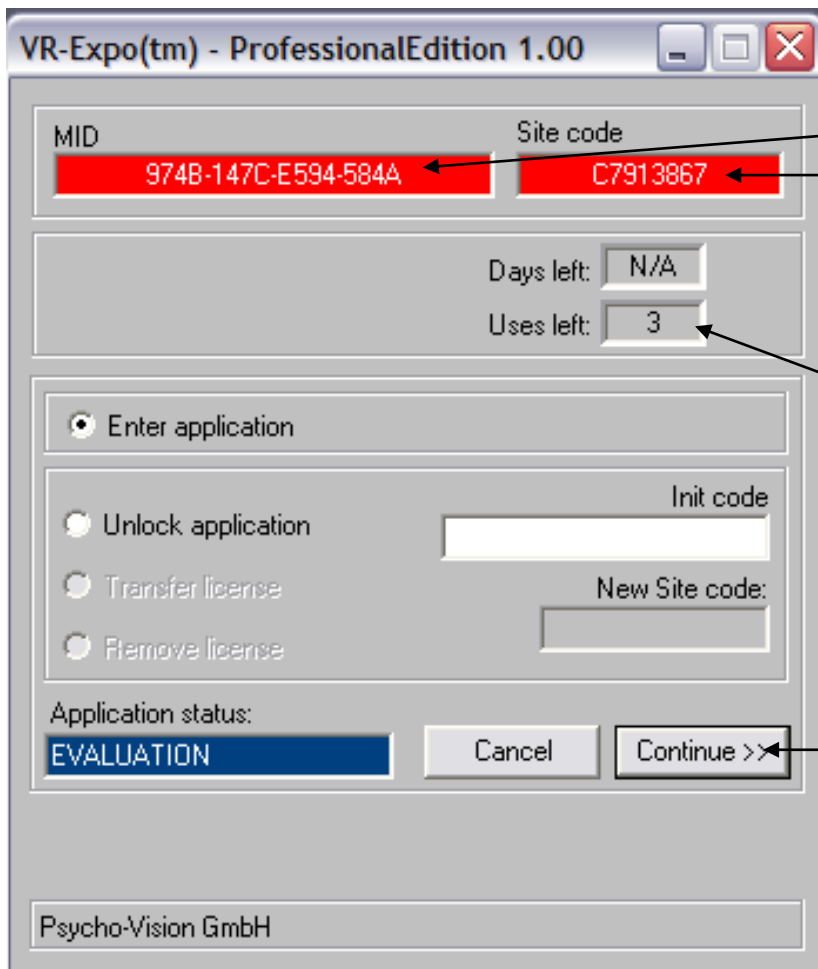 VR-Expo(tm) - ProfessionalEdition 1.00
MID Site code
974B-147C-E594-584A C7913867
Days left: N/A
Uses left: 3
Enter application
Init code
Unlock application
Transfer license New Site code:
Remove license
Application status:
EVALUATION Cancel Continue >>
Psycho-Vision GmbH